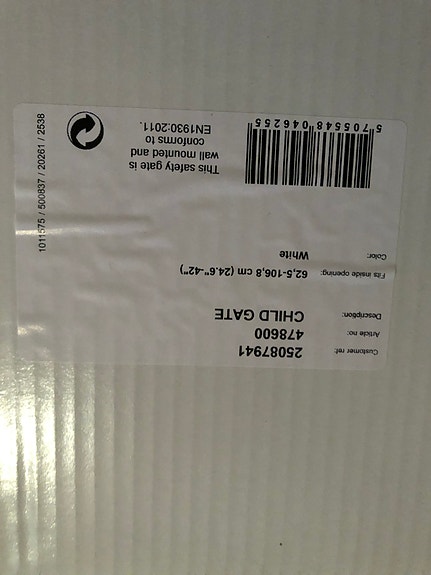 Customer ref: 25087941
Article no: 478600
Description: CHILD GATE
Fits inside opening: 62,5-106,8 cm (24.6"-42")
Color: White
5 705548 046255
This safety gate is
wall mounted and
conforms to
EN1930:2011.
1011575 / 500837 / 20261 / 2538